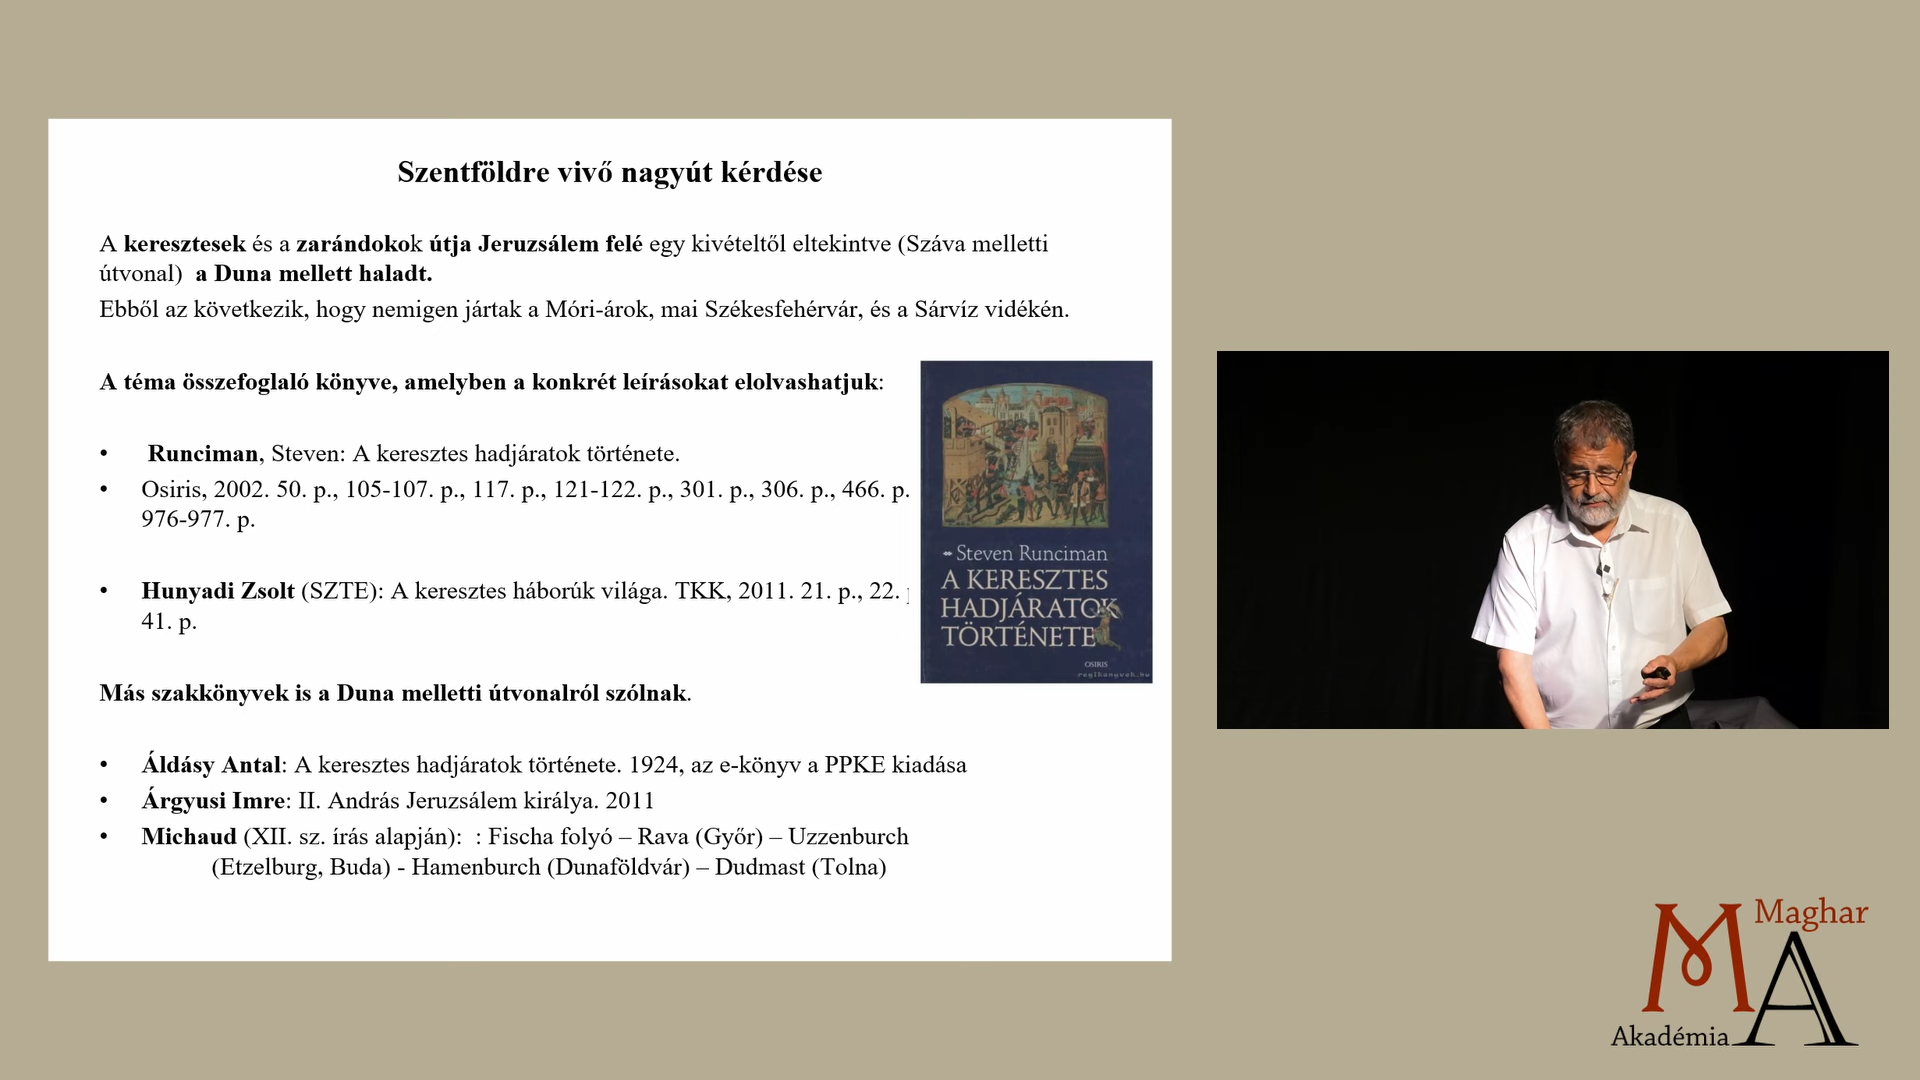 Szentföldre vivő nagyút kérdése
A keresztesek és a zarándokok útja Jeruzsálem felé egy kivételtől eltekintve (Száva melletti
útvonal) a Duna mellett haladt.
Ebből az következik, hogy nemigen jártak a Móri-árok, mai Székesfehérvár, és a Sárvíz vidékén.
A téma összefoglaló könyve, amelyben a konkrét leírásokat elolvashatjuk:
• Runciman, Steven: A keresztes hadjáratok története.
• Osiris, 2002. 50. p., 105-107. p., 117. p., 121-122. p., 301. p., 306. p., 466. p.
976-977. p.
• Hunyadi Zsolt (SZTE): A keresztes háborúk világa. TKK, 2011. 21. p., 22.
41. p.
Más szakkönyvek is a Duna melletti útvonalról szólnak.
• Áldásy Antal: A keresztes hadjáratok története. 1924, az e-könyv a PPKE kiadása
• Árgyusi Imre: II. András Jeruzsálem királya. 2011
• Michaud (XII. sz. írás alapján): : Fischa folyó – Rava (Győr) – Uzzenburch
(Etzelburg, Buda) - Hamenburch (Dunaföldvár) – Dudmast (Tolna)
Steven Runciman
A KERESZTES
HADJÁRATOK
TÖRTÉNETE
OSIRIS
regikonyvek.hu
MA Maghar
Akadémia